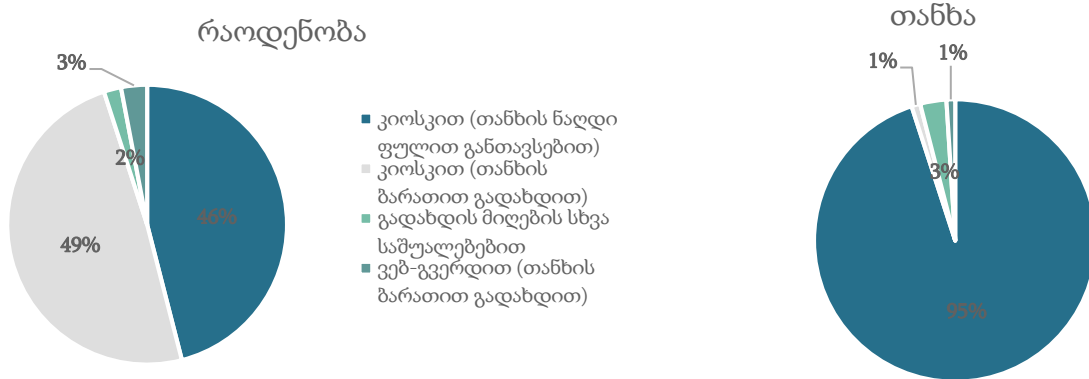 რაოდენობა
3%
2%
46%
49%
კიოსკით (თანხის ნაღდი
ფულით განთავსებით)
კიოსკით (თანხის
ბარათით გადახდით)
გადახდის მიღების სხვა
საშუალებებით
ვებ-გვერდით (თანხის
ბარათით გადახდით)
თანხა
1%
1%
3%
95%